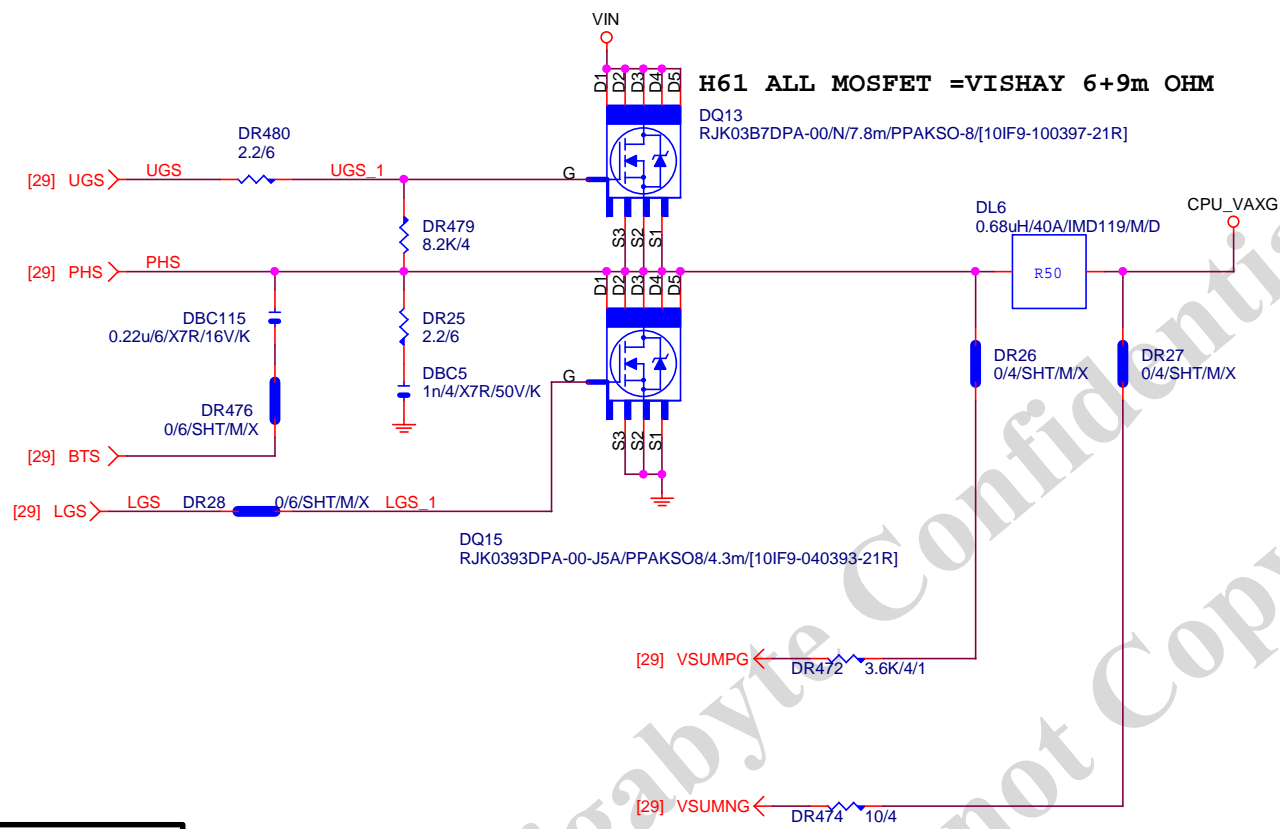 VIN
D1
D2
D3
D4
D5
H61 ALL MOSFET =VISHAY 6+9m OHM
DQ13
RJK03B7DPA-00/N/7.8m/PPAKSO-8/[10IF9-100397-21R]
DR480
2.2/6
[29] UGS
UGS
UGS_1
G
DR479
8.2K/4
S3
S2
S1
DL6
0.68uH/40A/IMD119/M/D
CPU_VAXG
[29] PHS
PHS
R50
D1
D2
D3
D4
D5
DBC115
0.22u/6/X7R/16V/K
DR25
2.2/6
DR26
0/4/SHT/M/X
DR27
0/4/SHT/M/X
DBC5
1n/4/X7R/50V/K
G
DR476
0/6/SHT/M/X
S3
S2
S1
[29] BTS
[29] LGS
LGS
DR28
0/6/SHT/M/X
LGS_1
DQ15
RJK0393DPA-00-J5A/PPAKSO8/4.3m/[10IF9-040393-21R]
[29] VSUMPG
DR472
3.6K/4/1
[29] VSUMNG
DR474
10/4
igabyte Confidentia
not Copy